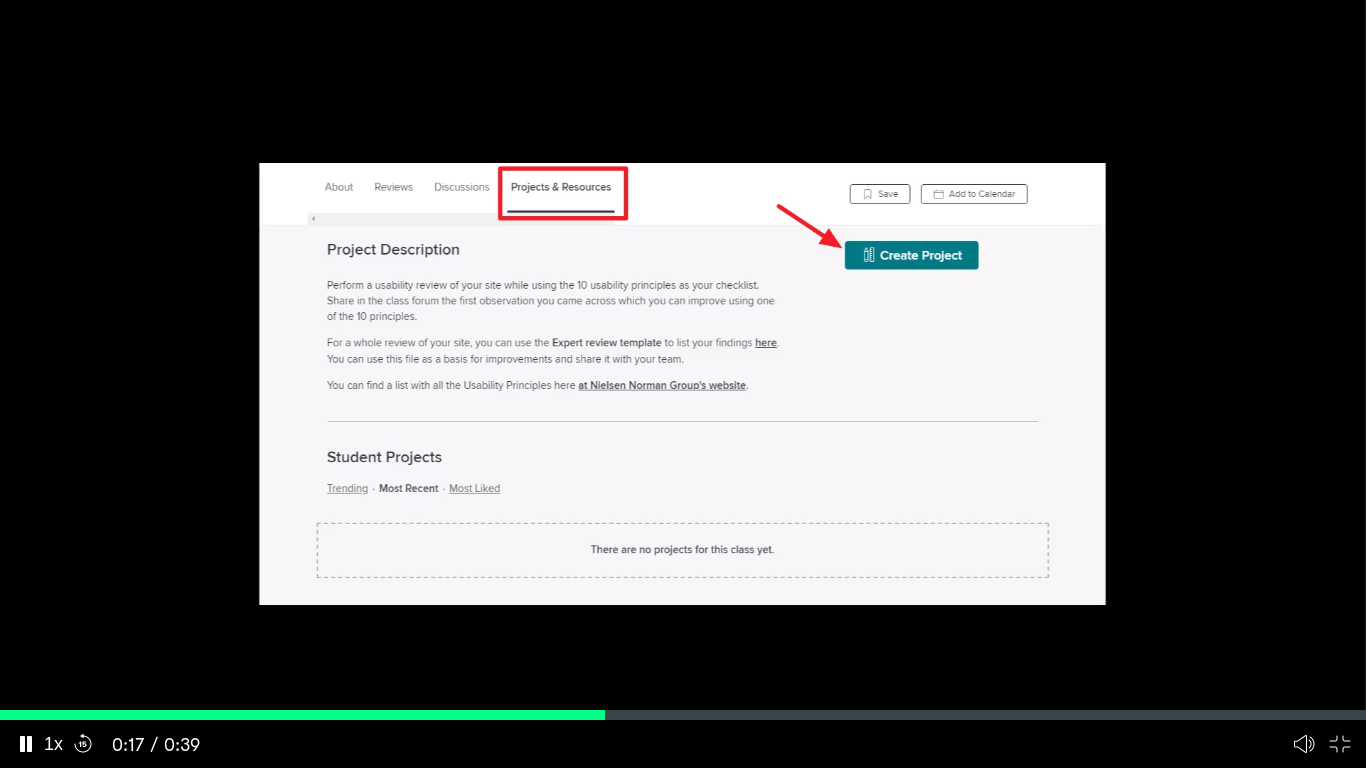 About Reviews Discussions Projects & Resources Save Add to Calendar
Project Description
Create Project
Perform a usability review of your site while using the 10 usability principles as your checklist.
Share in the class forum the first observation you came across which you can improve using one
of the 10 principles.
For a whole review of your site, you can use the Expert review template to list your findings here.
You can use this file as a basis for improvements and share it with your team.
You can find a list with all the Usability Principles here at Nielsen Norman Group's website.
Student Projects
Trending - Most Recent - Most Liked
There are no projects for this class yet.
1x 15 0:17 / 0:39